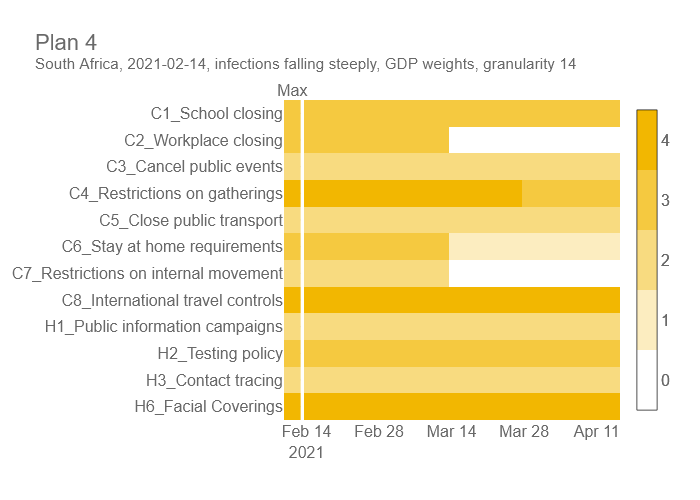 Plan 4
South Africa, 2021-02-14, infections falling steeply, GDP weights, granularity 14
Max
C1_School closing
C2_Workplace closing
C3_Cancel public events
C4_Restrictions on gatherings
C5_Close public transport
C6_Stay at home requirements
C7_Restrictions on internal movement
C8_International travel controls
H1_Public information campaigns
H2_Testing policy
H3_Contact tracing
H6_Facial Coverings
4
3
2
1
0
Feb 14 Feb 28 Mar 14 Mar 28 Apr 11
2021